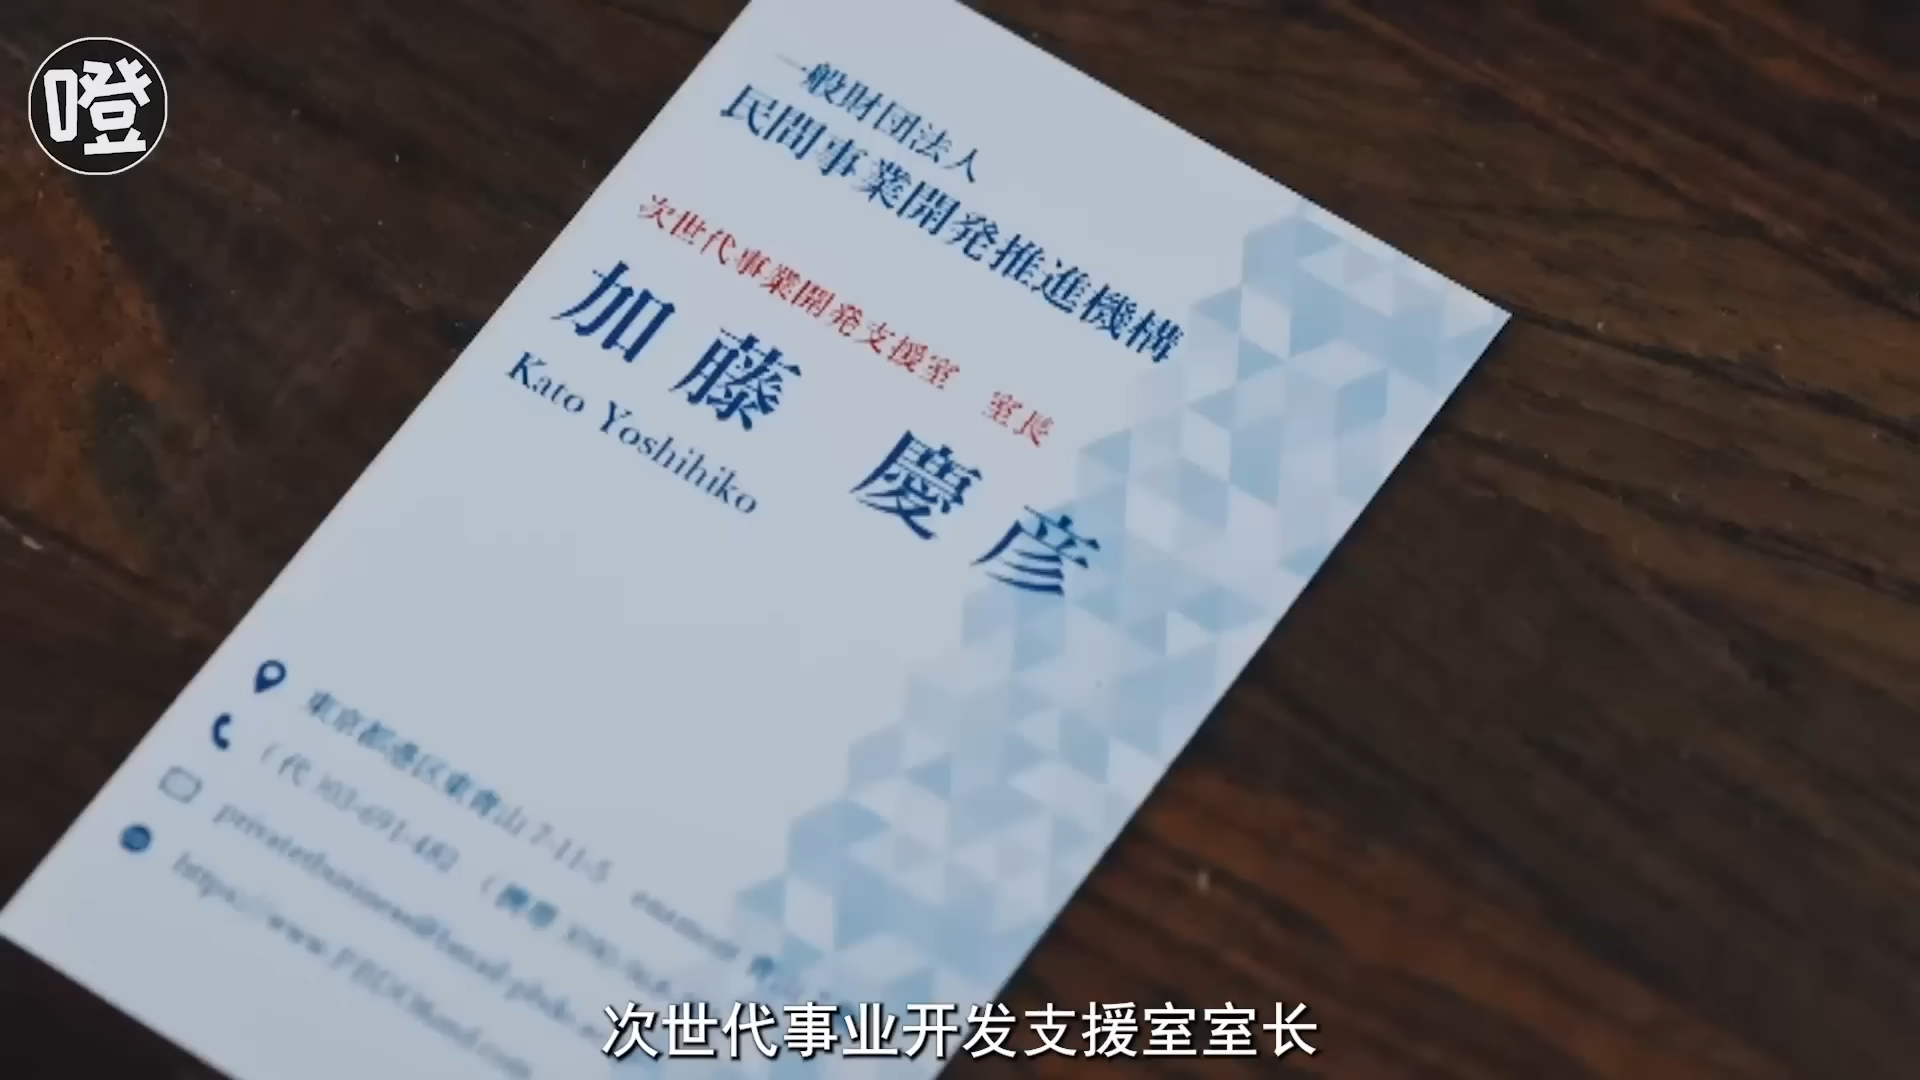 噔
一般財団法人
民間事業開発推進機構
次世代事業開発支援室 室長
加藤 慶彦
Kato Yoshihiko
東京都港区東青山 7-11-5
次世代事业开发支援室室长